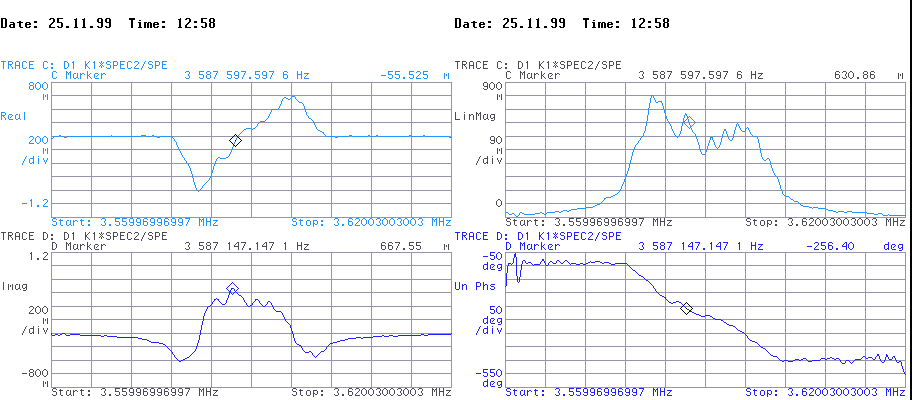 Date: 25.11.99  Time: 12:58
TRACE C: D1 K1*SPEC2/SPE
C Marker 3 587 597.597 6 Hz -55.525 M
800
M
Real
200
M
/div
-1.2
Start: 3.55996996997 MHz Stop: 3.62003003003 MHz
TRACE D: D1 K1*SPEC2/SPE
D Marker 3 587 147.147 1 Hz 667.55 M
1.2
Imag
200
M
/div
-800
M
Start: 3.55996996997 MHz Stop: 3.62003003003 MHz
Date: 25.11.99  Time: 12:58
TRACE C: D1 K1*SPEC2/SPE
C Marker 3 587 597.597 6 Hz 630.86 M
900
M
LinMag
90
M
/div
0
Start: 3.55996996997 MHz Stop: 3.62003003003 MHz
TRACE D: D1 K1*SPEC2/SPE
D Marker 3 587 147.147 1 Hz -256.40 deg
-50
deg
Un Phs
50
deg
/div
-550
deg
Start: 3.55996996997 MHz Stop: 3.62003003003 MHz